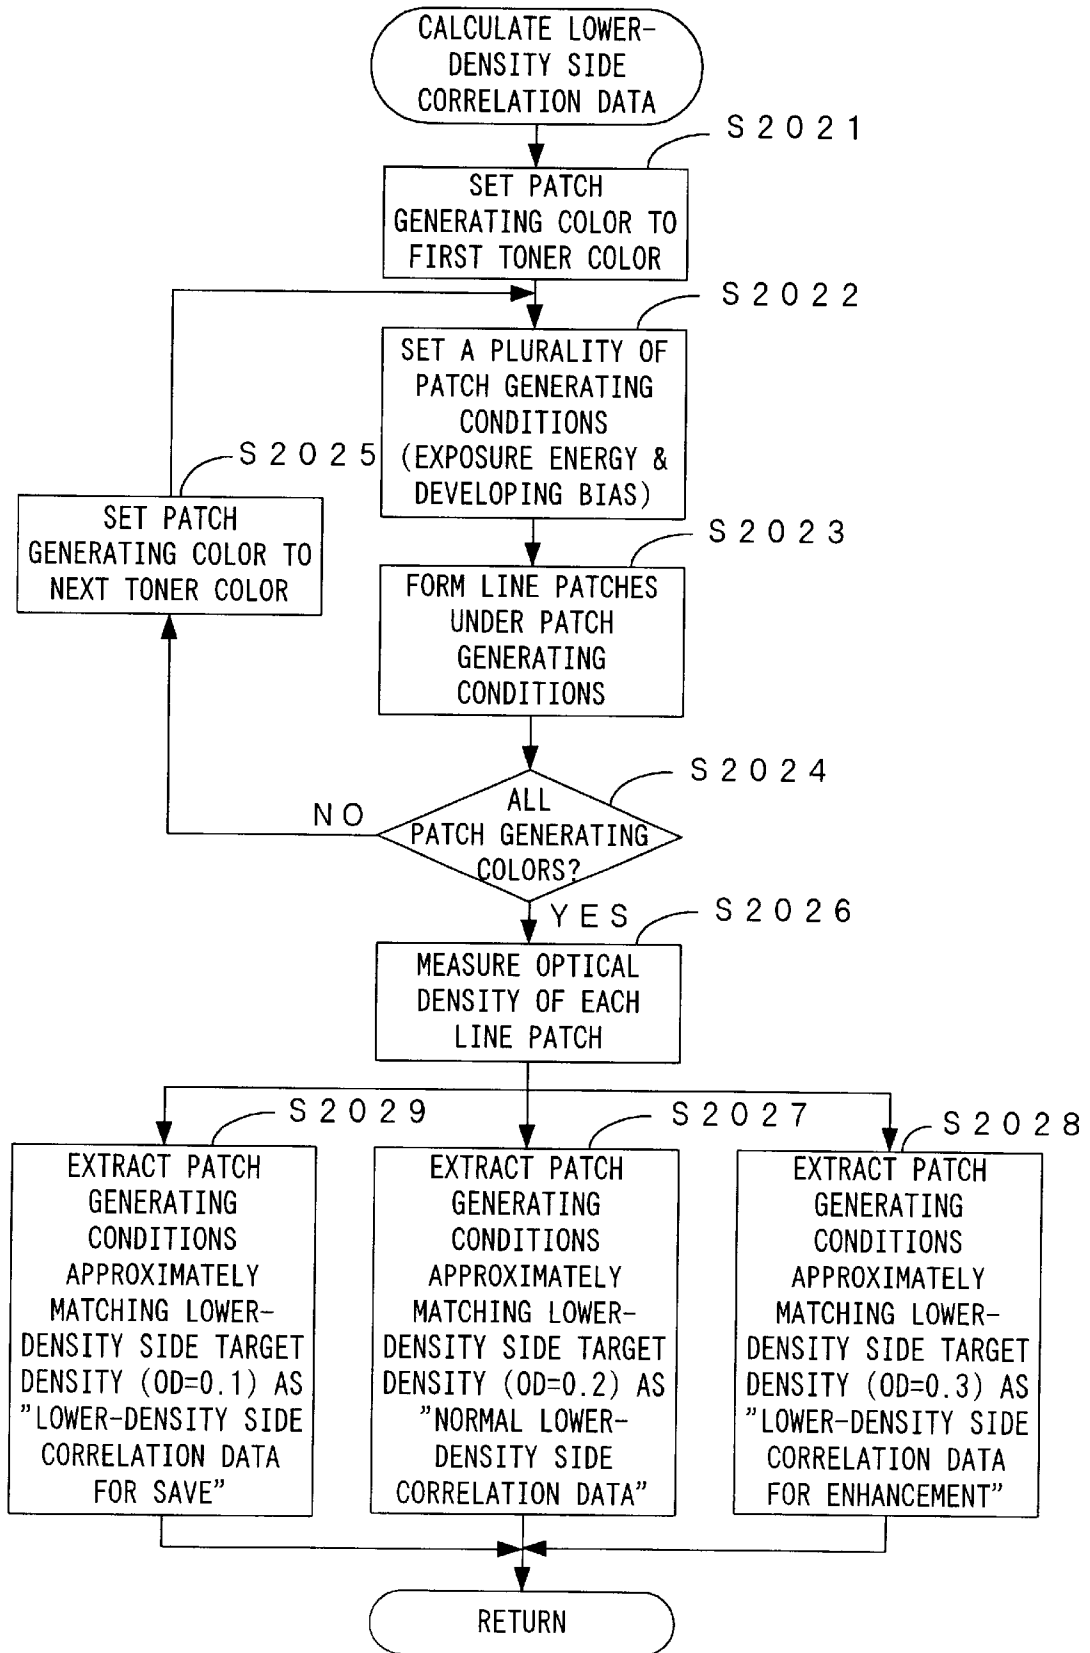 CALCULATE LOWER-
DENSITY SIDE
CORRELATION DATA
S2021
SET PATCH
GENERATING COLOR TO
FIRST TONER COLOR
S2022
SET A PLURALITY OF
PATCH GENERATING
CONDITIONS
(EXPOSURE ENERGY &
DEVELOPING BIAS)
S2025
SET PATCH
GENERATING COLOR TO
NEXT TONER COLOR
S2023
FORM LINE PATCHES
UNDER PATCH
GENERATING
CONDITIONS
S2024
ALL
PATCH GENERATING
COLORS?
NO
YES
S2026
MEASURE OPTICAL
DENSITY OF EACH
LINE PATCH
S2029
EXTRACT PATCH
GENERATING
CONDITIONS
APPROXIMATELY
MATCHING LOWER-
DENSITY SIDE TARGET
DENSITY (OD=0.1) AS
"LOWER-DENSITY SIDE
CORRELATION DATA
FOR SAVE"
S2027
EXTRACT PATCH
GENERATING
CONDITIONS
APPROXIMATELY
MATCHING LOWER-
DENSITY SIDE TARGET
DENSITY (OD=0.2) AS
"NORMAL LOWER-
DENSITY SIDE
CORRELATION DATA"
S2028
EXTRACT PATCH
GENERATING
CONDITIONS
APPROXIMATELY
MATCHING LOWER-
DENSITY SIDE TARGET
DENSITY (OD=0.3) AS
"LOWER-DENSITY SIDE
CORRELATION DATA
FOR ENHANCEMENT"
RETURN